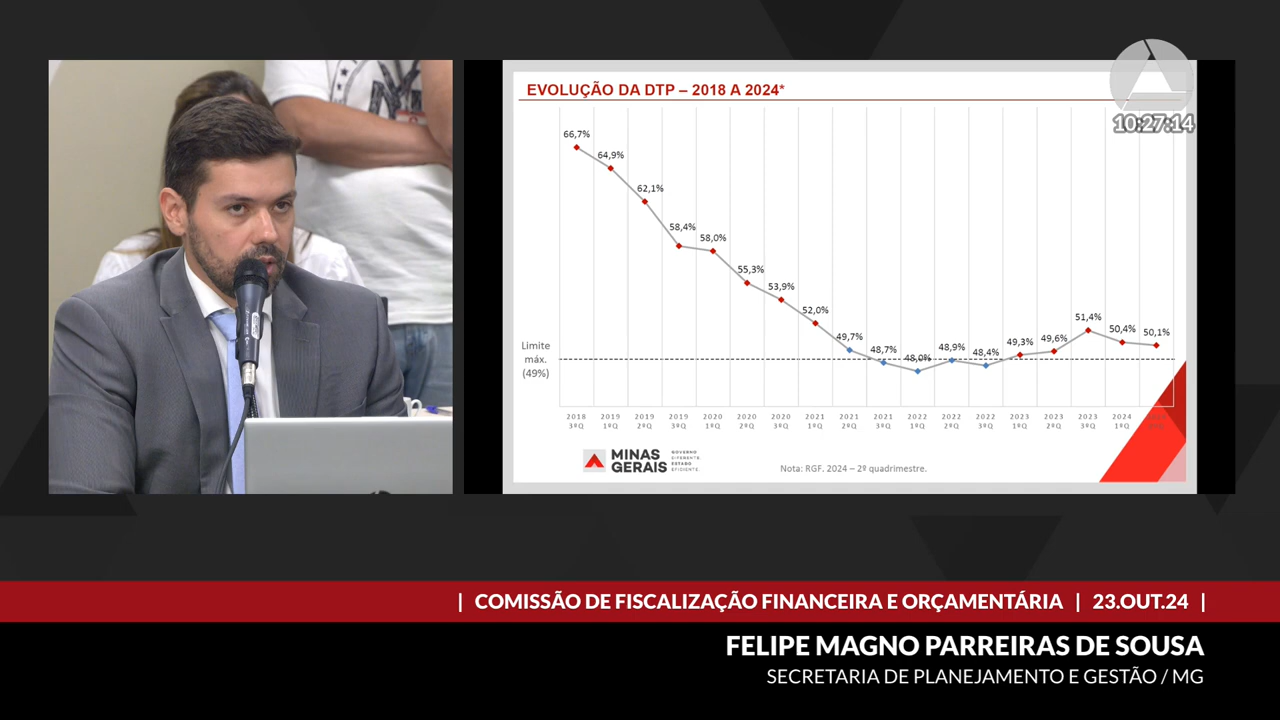 10:27:14
EVOLUÇÃO DA DTP – 2018 A 2024*
66,7%
64,9%
62,1%
58,4%
58,0%
55,3%
53,9%
52,0%
49,7%
48,7%
48,0%
48,9%
48,4%
49,3%
49,6%
51,4%
50,4%
50,1%
Limite
máx.
(49%)
2018 2019 2019 2019 2020 2020 2020 2021 2021 2021 2022 2022 2022 2023 2023 2023 2024
3ºQ 1ºQ 2ºQ 3ºQ 1ºQ 2ºQ 3ºQ 1ºQ 2ºQ 3ºQ 1ºQ 2ºQ 3ºQ 1ºQ 2ºQ 3ºQ 1ºQ
MINAS
GERAIS
GOVERNO
DIFERENTE.
ESTADO
EFICIENTE.
Nota: RGF. 2024 – 2º quadrimestre.
| COMISSÃO DE FISCALIZAÇÃO FINANCEIRA E ORÇAMENTÁRIA | 23.OUT.24 |
FELIPE MAGNO PARREIRAS DE SOUSA
SECRETARIA DE PLANEJAMENTO E GESTÃO / MG